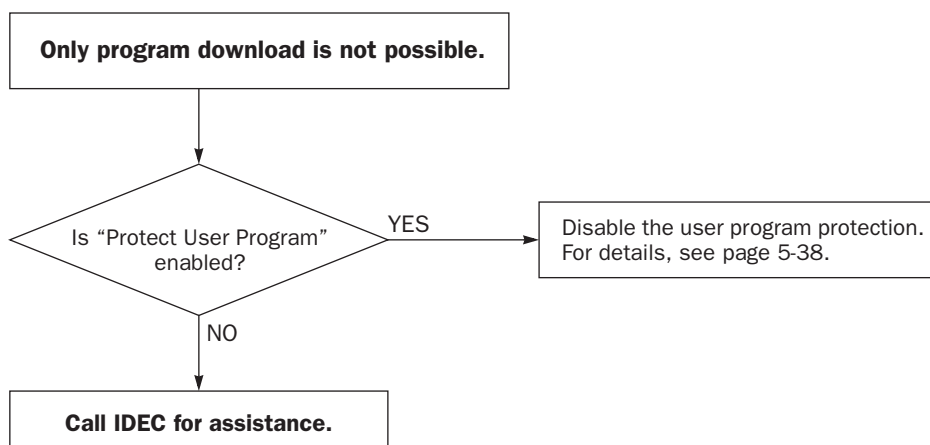 Only program download is not possible.
Is “Protect User Program”
enabled?
YES
Disable the user program protection.
For details, see page 5-38.
NO
Call IDEC for assistance.